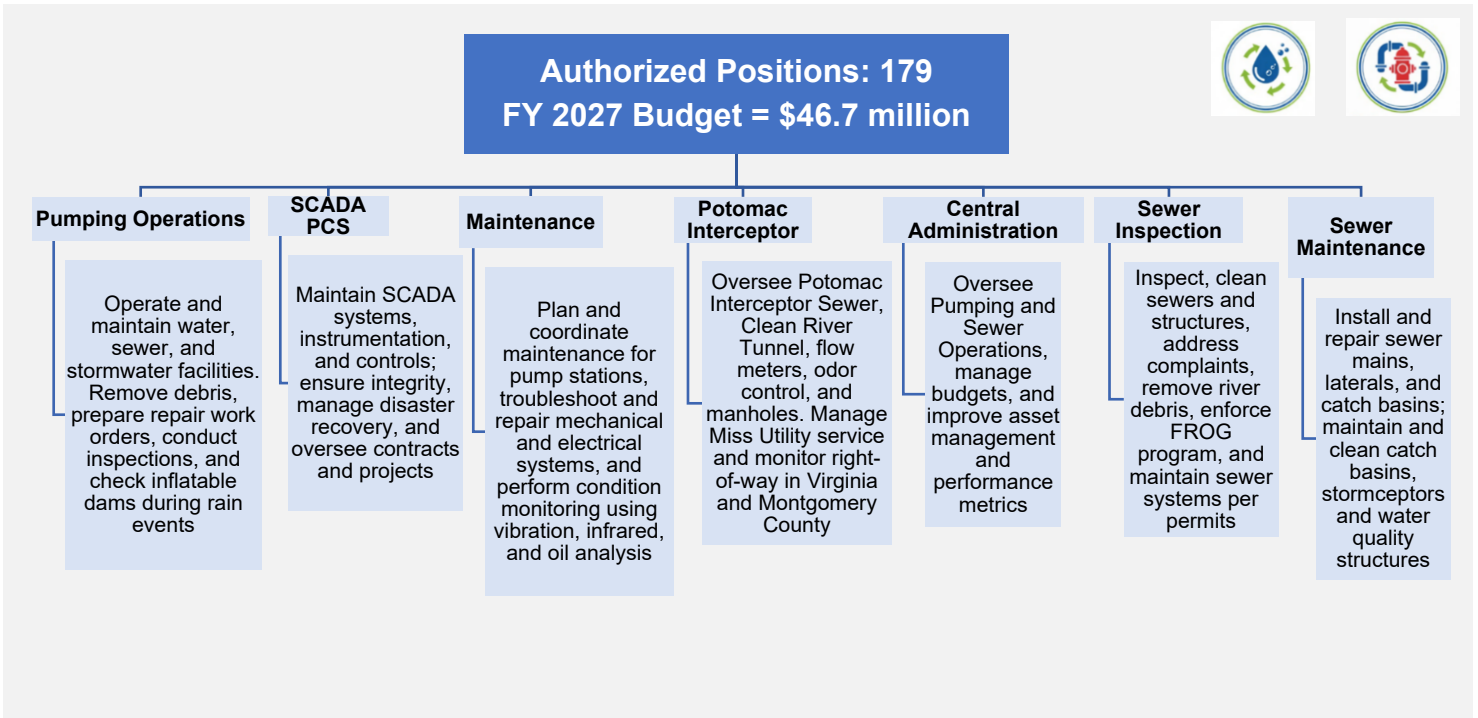 Authorized Positions: 179
FY 2027 Budget = $46.7 million
Pumping Operations
Operate and
maintain water,
sewer, and
stormwater facilities.
Remove debris,
prepare repair work
orders, conduct
inspections, and
check inflatable
dams during rain
events
SCADA
PCS
Maintain SCADA
systems,
instrumentation,
and controls;
ensure integrity,
manage disaster
recovery, and
oversee contracts
and projects
Maintenance
Plan and
coordinate
maintenance for
pump stations,
troubleshoot and
repair mechanical
and electrical
systems, and
perform condition
monitoring using
vibration, infrared,
and oil analysis
Potomac
Interceptor
Oversee Potomac
Interceptor Sewer,
Clean River
Tunnel, flow
meters, odor
control, and
manholes. Manage
Miss Utility service
and monitor right-
of-way in Virginia
and Montgomery
County
Central
Administration
Oversee
Pumping and
Sewer
Operations,
manage
budgets, and
improve asset
management
and
performance
metrics
Sewer
Inspection
Inspect, clean
sewers and
structures,
address
complaints,
remove river
debris, enforce
FROG
program, and
maintain sewer
systems per
permits
Sewer
Maintenance
Install and
repair sewer
mains,
laterals, and
catch basins;
maintain and
clean catch
basins,
stormceptors
and water
quality
structures